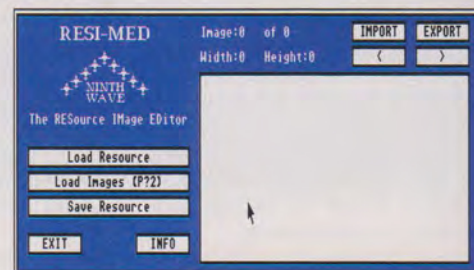 RESI-MED
NINTH
WAVE
The RESource IMage EDitor
Load Resource
Load Images (P?2)
Save Resource
EXIT INFO
Image:0 of 0
Width:0 Height:0
IMPORT EXPORT
< >